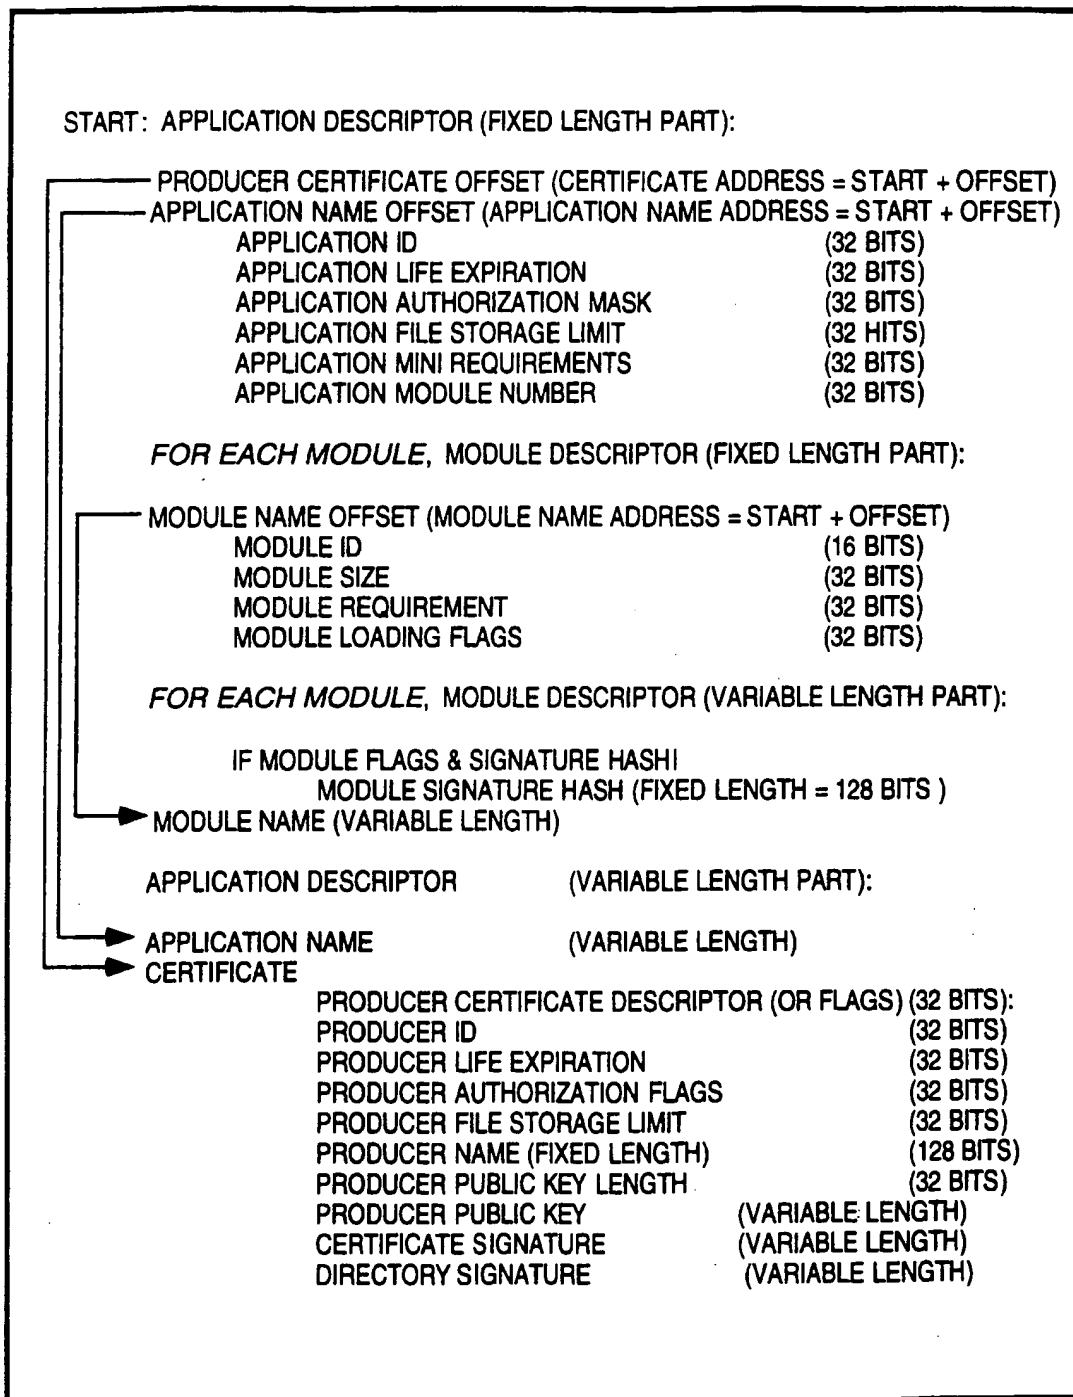 START: APPLICATION DESCRIPTOR (FIXED LENGTH PART):
PRODUCER CERTIFICATE OFFSET (CERTIFICATE ADDRESS = START + OFFSET)
APPLICATION NAME OFFSET (APPLICATION NAME ADDRESS = START + OFFSET)
APPLICATION ID (32 BITS)
APPLICATION LIFE EXPIRATION (32 BITS)
APPLICATION AUTHORIZATION MASK (32 BITS)
APPLICATION FILE STORAGE LIMIT (32 HITS)
APPLICATION MINI REQUIREMENTS (32 BITS)
APPLICATION MODULE NUMBER (32 BITS)
FOR EACH MODULE, MODULE DESCRIPTOR (FIXED LENGTH PART):
MODULE NAME OFFSET (MODULE NAME ADDRESS = START + OFFSET)
MODULE ID (16 BITS)
MODULE SIZE (32 BITS)
MODULE REQUIREMENT (32 BITS)
MODULE LOADING FLAGS (32 BITS)
FOR EACH MODULE, MODULE DESCRIPTOR (VARIABLE LENGTH PART):
IF MODULE FLAGS & SIGNATURE HASHI
MODULE SIGNATURE HASH (FIXED LENGTH = 128 BITS )
MODULE NAME (VARIABLE LENGTH)
APPLICATION DESCRIPTOR (VARIABLE LENGTH PART):
APPLICATION NAME (VARIABLE LENGTH)
CERTIFICATE
PRODUCER CERTIFICATE DESCRIPTOR (OR FLAGS) (32 BITS):
PRODUCER ID (32 BITS)
PRODUCER LIFE EXPIRATION (32 BITS)
PRODUCER AUTHORIZATION FLAGS (32 BITS)
PRODUCER FILE STORAGE LIMIT (32 BITS)
PRODUCER NAME (FIXED LENGTH) (128 BITS)
PRODUCER PUBLIC KEY LENGTH (32 BITS)
PRODUCER PUBLIC KEY (VARIABLE LENGTH)
CERTIFICATE SIGNATURE (VARIABLE LENGTH)
DIRECTORY SIGNATURE (VARIABLE LENGTH)